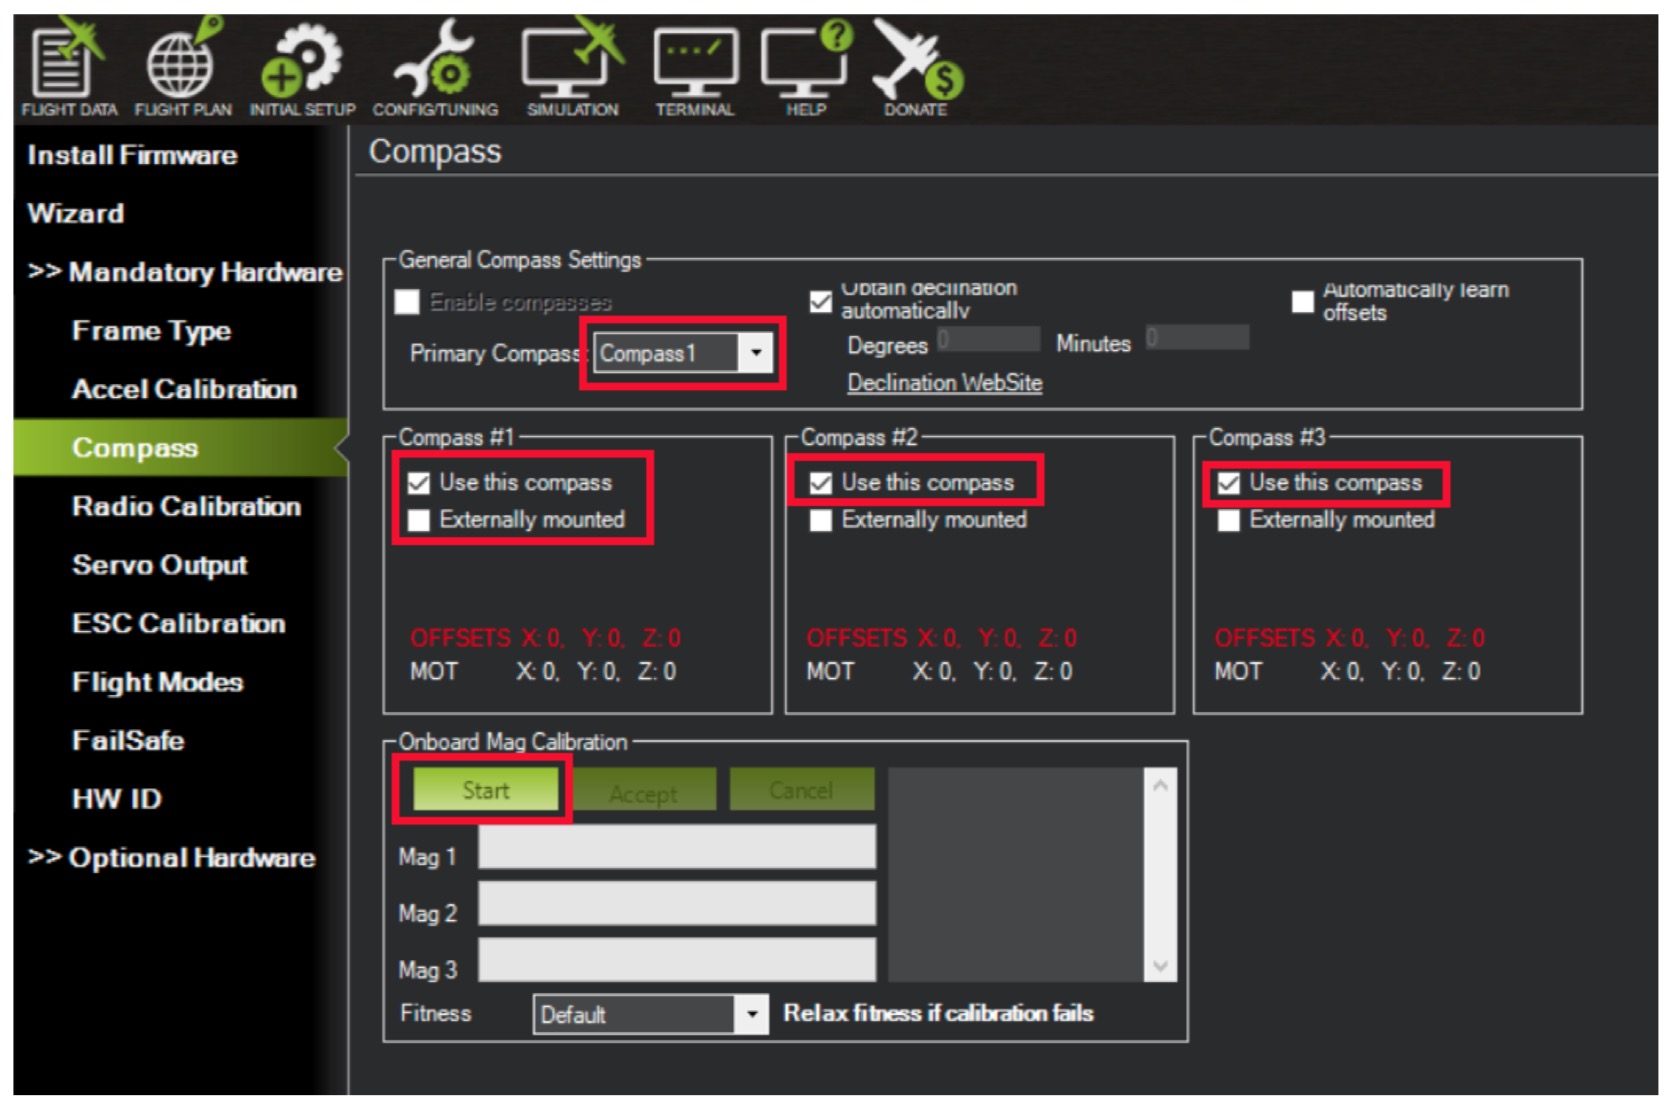 FLIGHT DATA FLIGHT PLAN INITIAL SETUP CONFIG/TUNING SIMULATION TERMINAL HELP DONATE
Install Firmware
Wizard
>> Mandatory Hardware
Frame Type
Accel Calibration
Compass
Radio Calibration
Servo Output
ESC Calibration
Flight Modes
FailSafe
HW ID
>> Optional Hardware
Compass
General Compass Settings
Enable compasses
Obtain declination
automatically
Automatically learn
offsets
Primary Compass: Compass1
Degrees 0 Minutes 0
Declination WebSite
Compass #1
Use this compass
Externally mounted
OFFSETS X: 0, Y: 0, Z: 0
MOT X: 0, Y: 0, Z: 0
Compass #2
Use this compass
Externally mounted
OFFSETS X: 0, Y: 0, Z: 0
MOT X: 0, Y: 0, Z: 0
Compass #3
Use this compass
Externally mounted
OFFSETS X: 0, Y: 0, Z: 0
MOT X: 0, Y: 0, Z: 0
Onboard Mag Calibration
Start Accept Cancel
Mag 1
Mag 2
Mag 3
Fitness Default Relax fitness if calibration fails